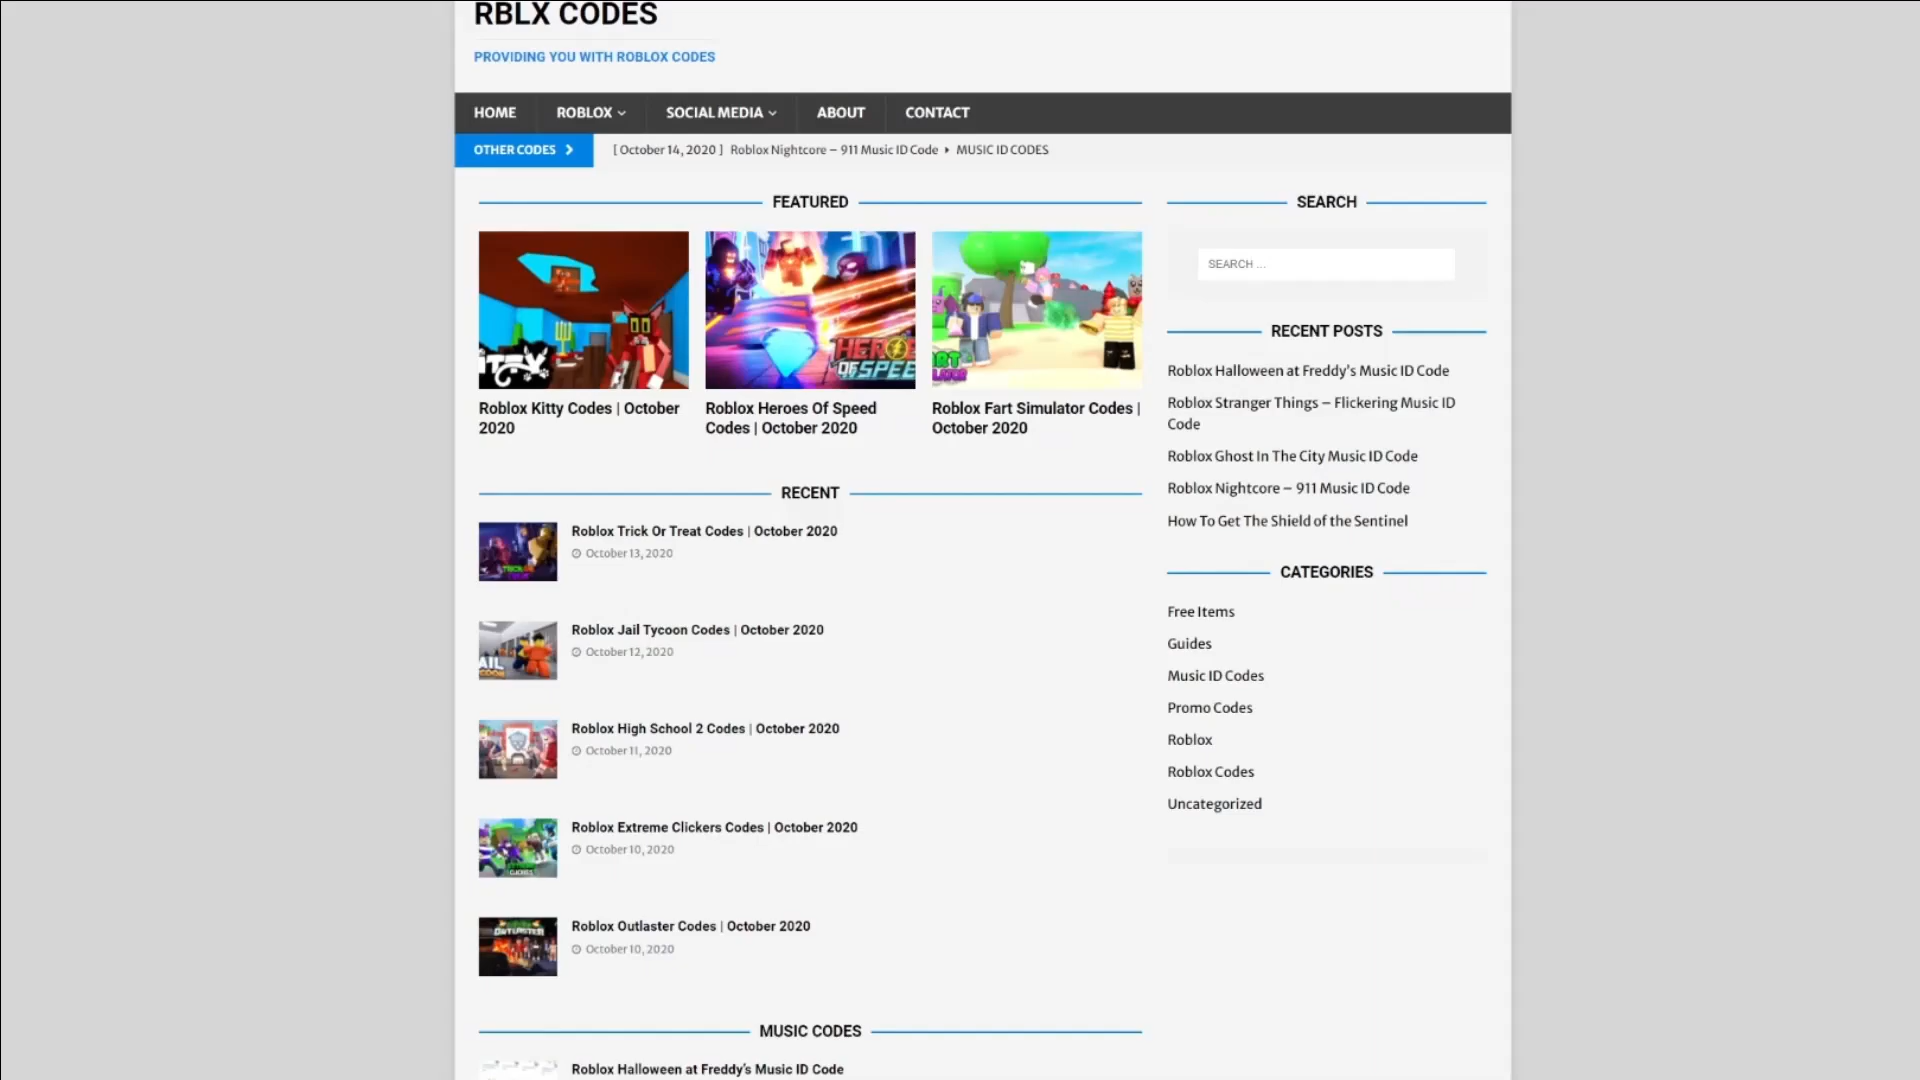 RBLX CODES
PROVIDING YOU WITH ROBLOX CODES
HOME
ROBLOX
SOCIAL MEDIA
ABOUT
CONTACT
OTHER CODES
[ October 14, 2020 ] Roblox Nightcore – 911 Music ID Code MUSIC ID CODES
FEATURED
HEROES
OF SPEE
Roblox Kitty Codes | October
2020
Roblox Heroes Of Speed
Codes | October 2020
Roblox Fart Simulator Codes |
October 2020
RECENT
Roblox Trick Or Treat Codes | October 2020
October 13, 2020
Roblox Jail Tycoon Codes | October 2020
October 12, 2020
Roblox High School 2 Codes | October 2020
October 11, 2020
Roblox Extreme Clickers Codes | October 2020
October 10, 2020
OUTLASTER
Roblox Outlaster Codes | October 2020
October 10, 2020
MUSIC CODES
Roblox Halloween at Freddy's Music ID Code
SEARCH
SEARCH ...
RECENT POSTS
Roblox Halloween at Freddy's Music ID Code
Roblox Stranger Things – Flickering Music ID
Code
Roblox Ghost In The City Music ID Code
Roblox Nightcore – 911 Music ID Code
How To Get The Shield of the Sentinel
CATEGORIES
Free Items
Guides
Music ID Codes
Promo Codes
Roblox
Roblox Codes
Uncategorized